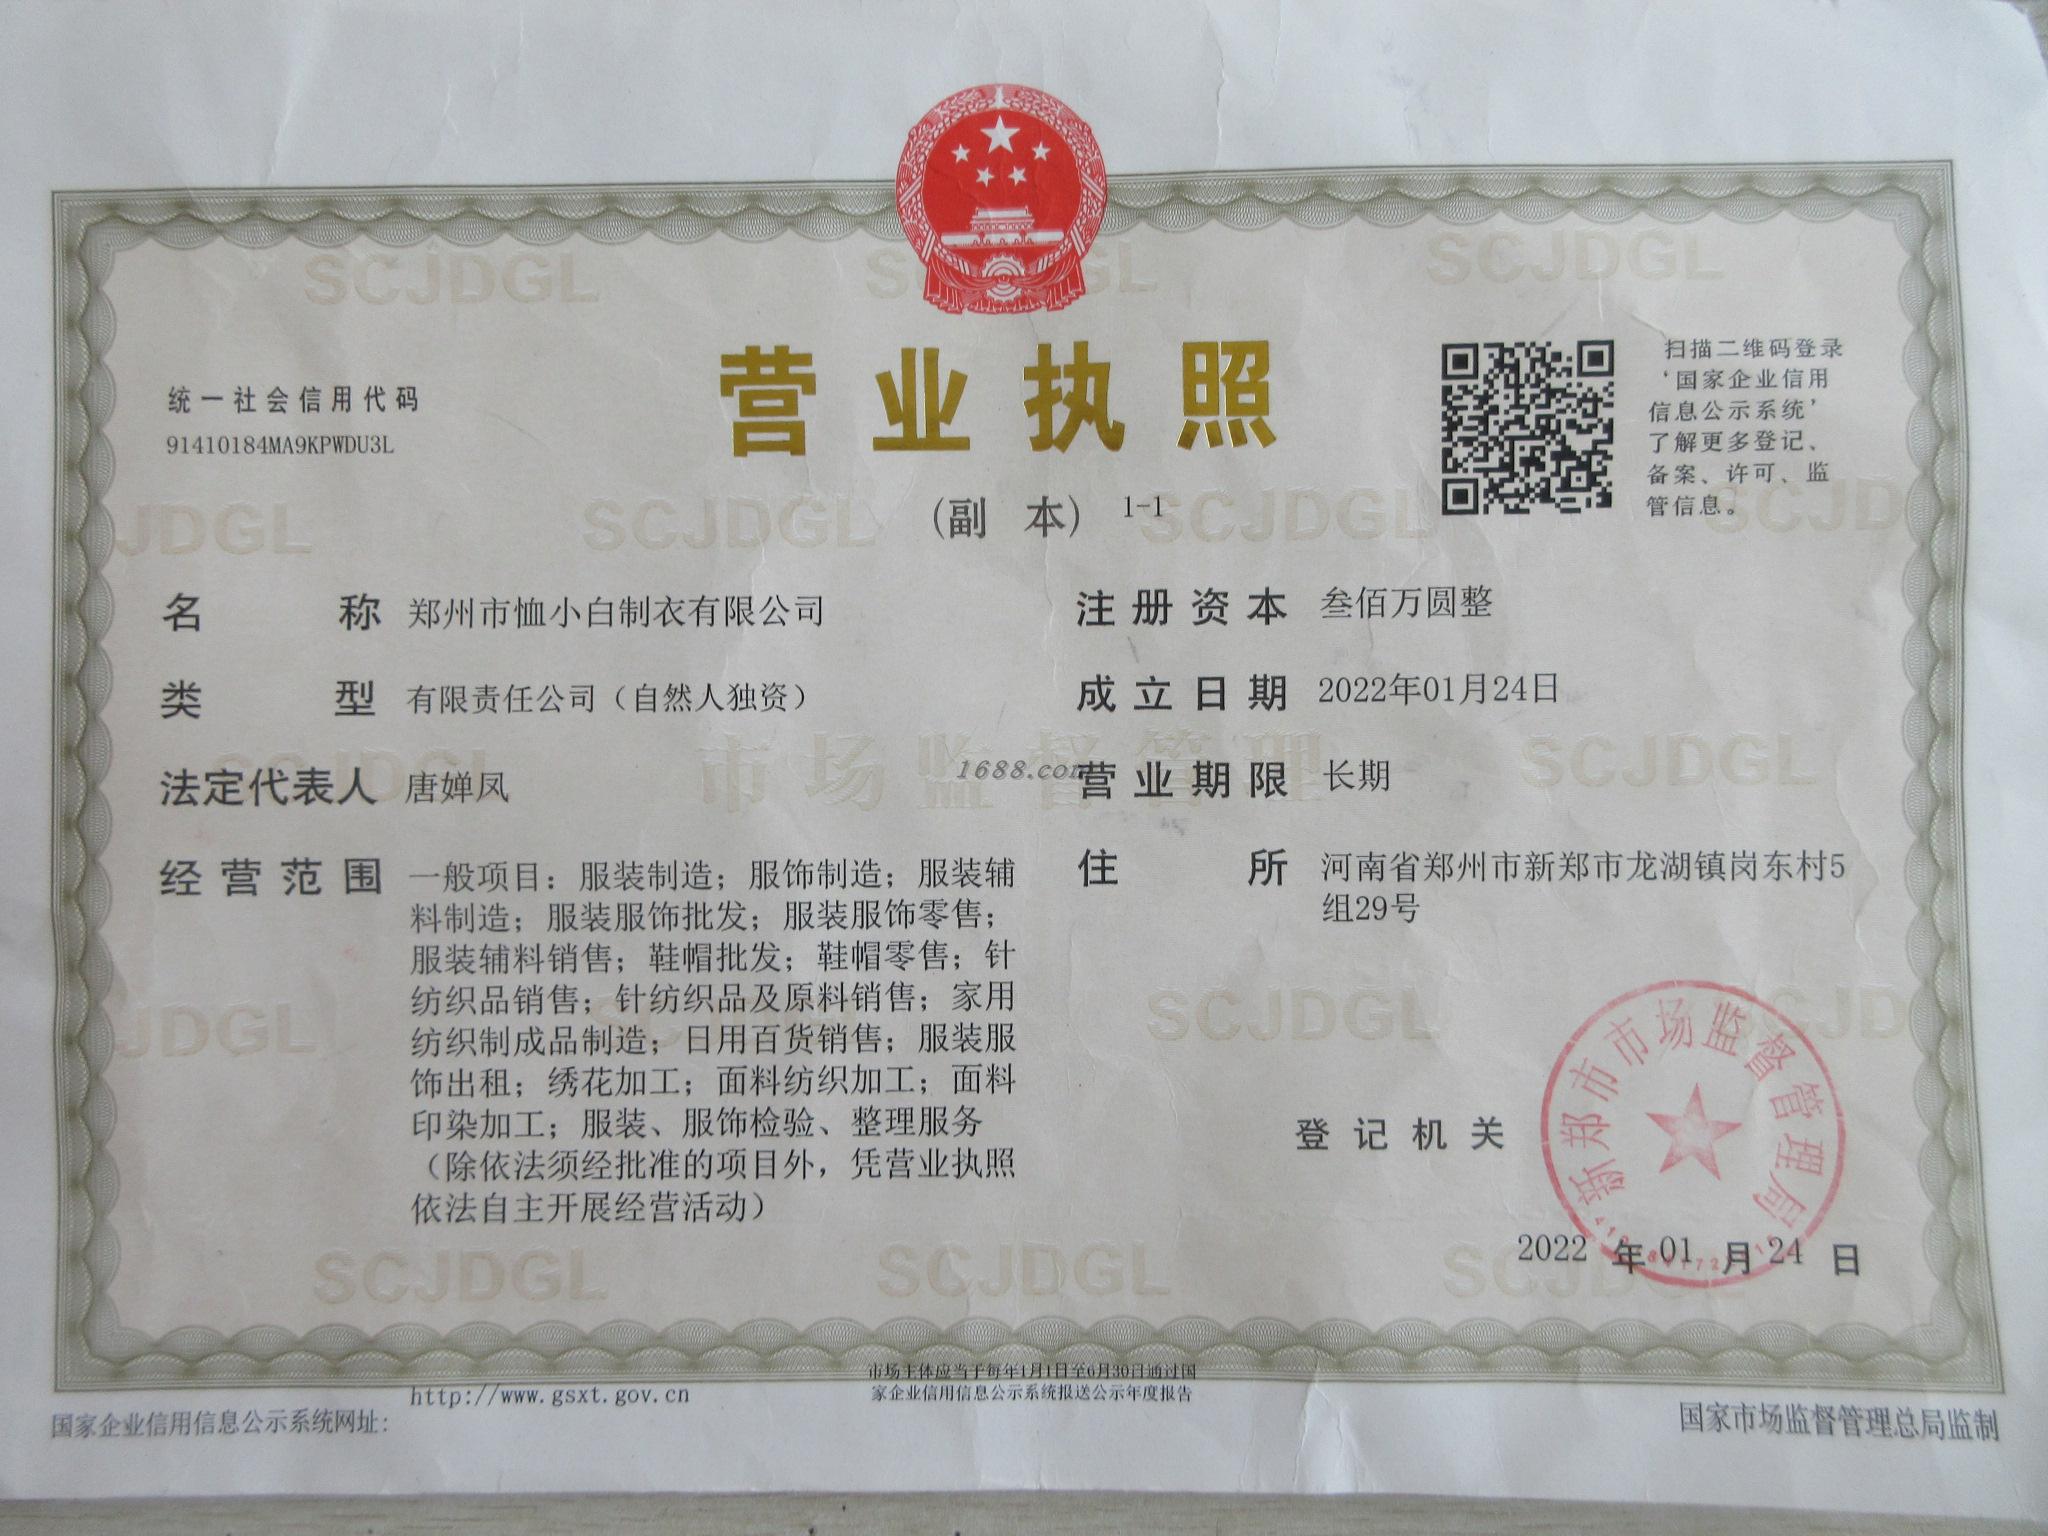 统一社会信用代码
91410184MA9KPWDU3L
营业执照
(副 本) 1-1
扫描二维码登录
‘国家企业信用
信息公示系统’
了解更多登记、
备案、许可、监
管信息。
名称 郑州市恤小白制衣有限公司
类型 有限责任公司（自然人独资）
法定代表人 唐婵凤
经营范围 一般项目：服装制造；服饰制造；服装辅
料制造；服装服饰批发；服装服饰零售；
服装辅料销售；鞋帽批发；鞋帽零售；针
纺织品销售；针纺织品及原料销售；家用
纺织制成品制造；日用百货销售；服装服
饰出租；绣花加工；面料纺织加工；面料
印染加工；服装、服饰检验、整理服务
（除依法须经批准的项目外，凭营业执照
依法自主开展经营活动）
注册资本 叁佰万圆整
成立日期 2022年01月24日
营业期限 长期
住所 河南省郑州市新郑市龙湖镇岗东村5
组29号
登记机关
新郑市市场监督管理局
2022 年 01 月 24 日
SCJDGL
市场监督管理
1688.com
http://www.gsxt.gov.cn
国家企业信用信息公示系统网址：
市场主体应当于每年1月1日至6月30日通过国
家企业信用信息公示系统报送公示年度报告
国家市场监督管理总局监制